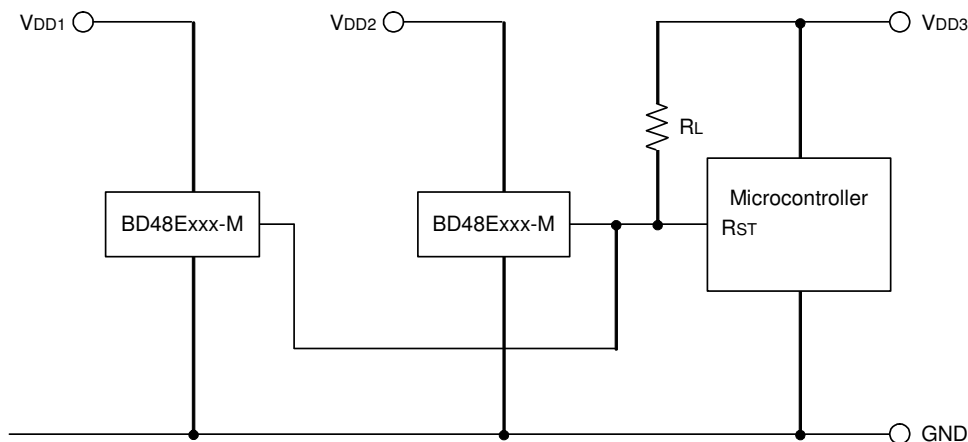 VDD1
VDD2
VDD3
RL
BD48Exxx-M
BD48Exxx-M
Microcontroller
RST
GND